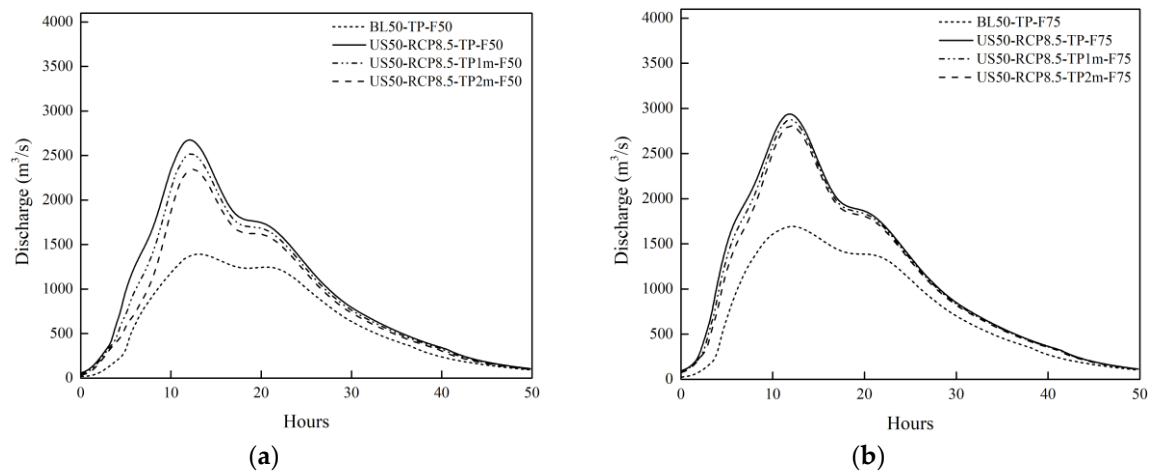 4000
3500
3000
2500
2000
1500
1000
500
0
Discharge (m³/s)
BL50-TP-F50
US50-RCP8.5-TP-F50
US50-RCP8.5-TP1m-F50
US50-RCP8.5-TP2m-F50
0 10 20 30 40 50
Hours
(a)
4000
3500
3000
2500
2000
1500
1000
500
0
Discharge (m³/s)
BL50-TP-F75
US50-RCP8.5-TP-F75
US50-RCP8.5-TP1m-F75
US50-RCP8.5-TP2m-F75
0 10 20 30 40 50
Hours
(b)